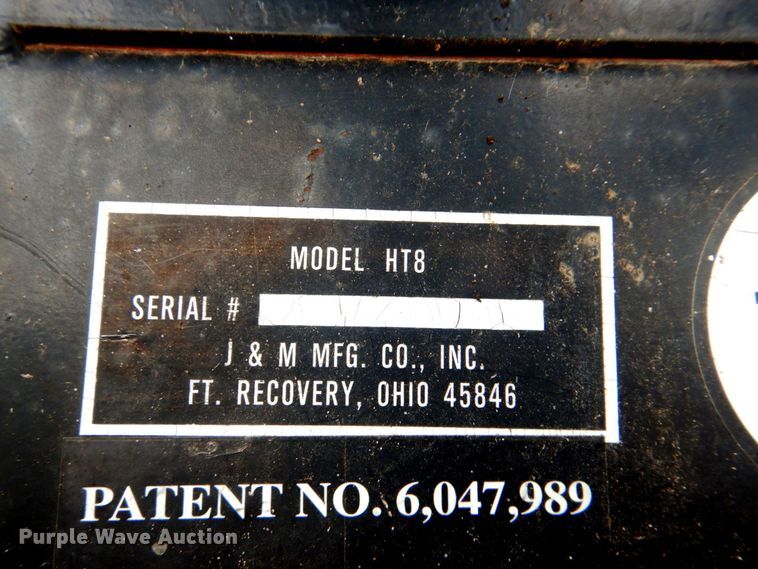 MODEL HT8
SERIAL #
J & M MFG. CO., INC.
FT. RECOVERY, OHIO 45846
PATENT NO. 6,047,989
Purple Wave Auction